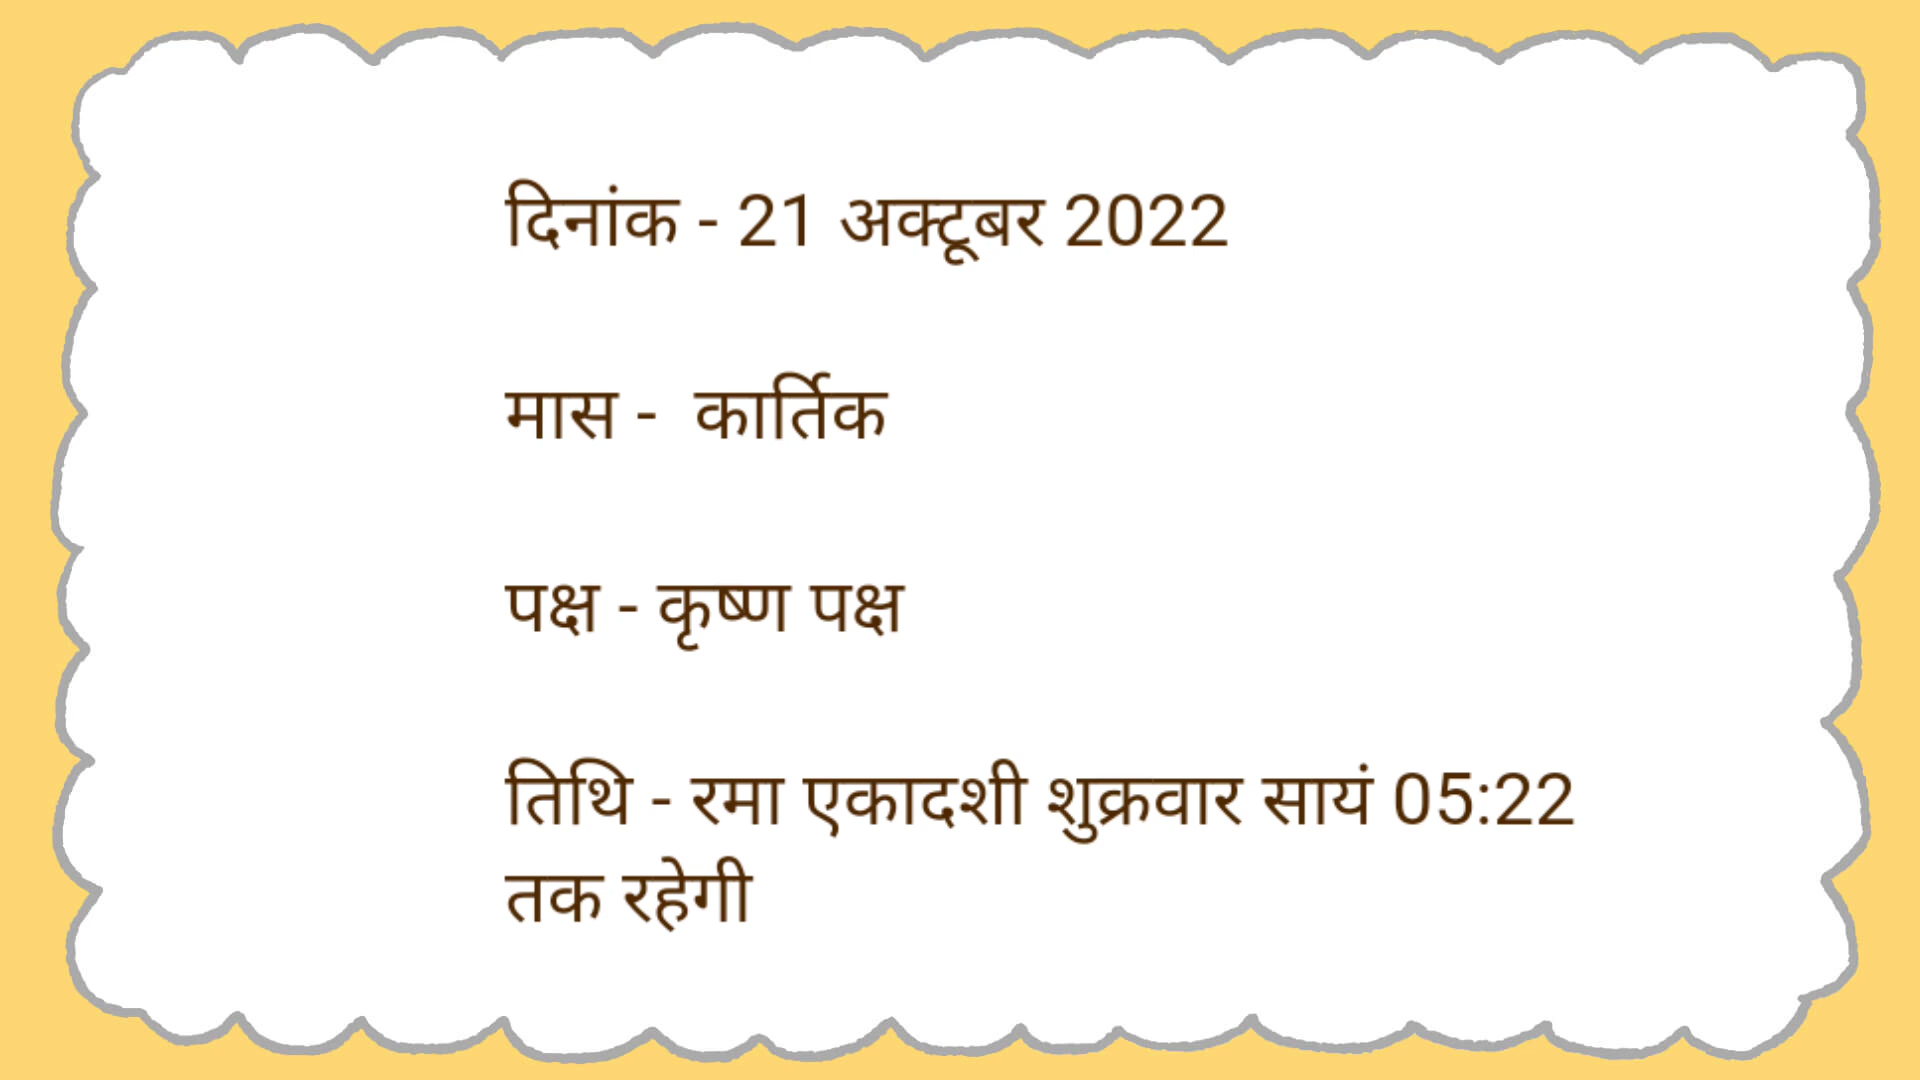 दिनांक - 21 अक्टूबर 2022
मास - कार्तिक
पक्ष - कृष्ण पक्ष
तिथि - रमा एकादशी शुक्रवार सायं 05:22
तक रहेगी